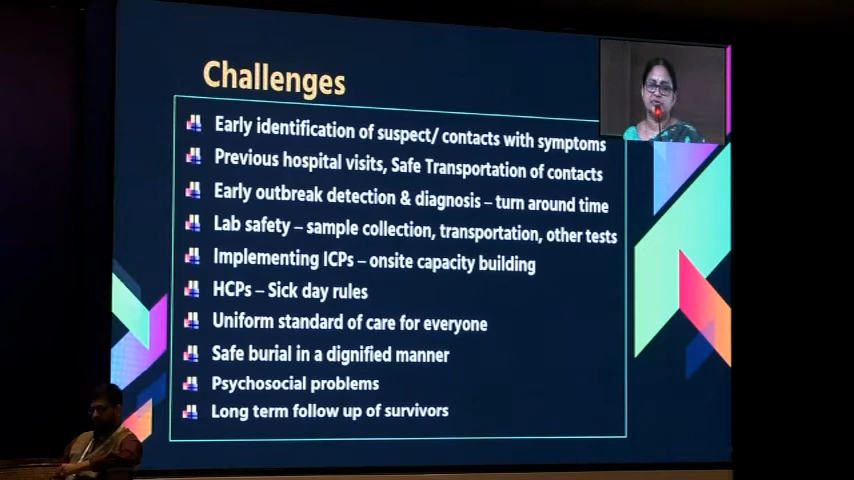 Challenges
Early identification of suspect/ contacts with symptoms
Previous hospital visits, Safe Transportation of contacts
Early outbreak detection & diagnosis – turn around time
Lab safety – sample collection, transportation, other tests
Implementing ICPs – onsite capacity building
HCPs – Sick day rules
Uniform standard of care for everyone
Safe burial in a dignified manner
Psychosocial problems
Long term follow up of survivors